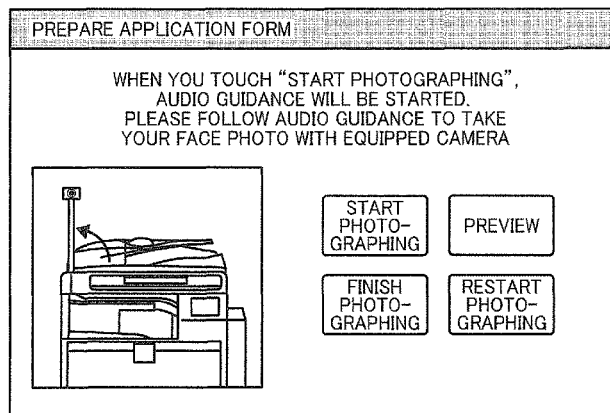 PREPARE APPLICATION FORM
WHEN YOU TOUCH “START PHOTOGRAPHING”,
AUDIO GUIDANCE WILL BE STARTED.
PLEASE FOLLOW AUDIO GUIDANCE TO TAKE
YOUR FACE PHOTO WITH EQUIPPED CAMERA
START
PHOTO-
GRAPHING
PREVIEW
FINISH
PHOTO-
GRAPHING
RESTART
PHOTO-
GRAPHING